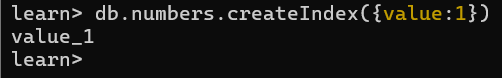 learn> db.numbers.createIndex({value:1})
value_1
learn>